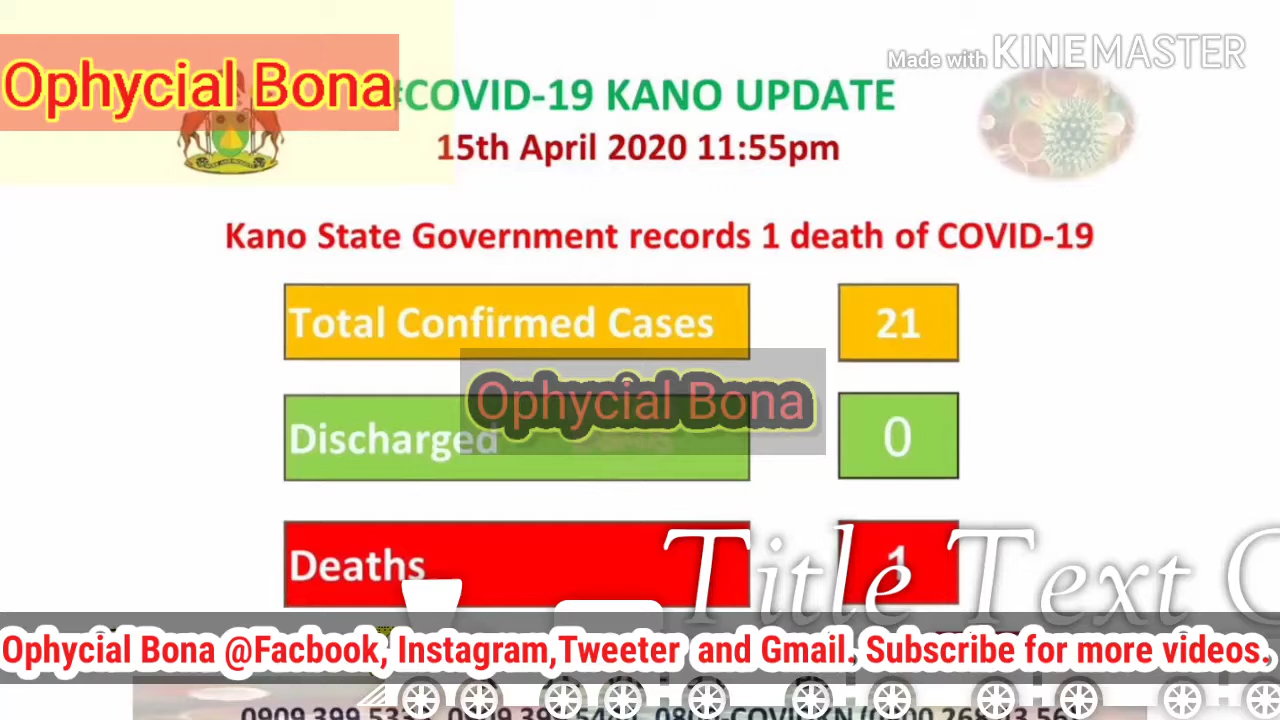 Ophycial Bona
Made with KINEMASTER
#COVID-19 KANO UPDATE
15th April 2020 11:55pm
Kano State Government records 1 death of COVID-19
Total Confirmed Cases 21
Ophycial Bona
Discharged 0
Deaths 1
Title Text
Ophycial Bona @Facbook, Instagram,Tweeter and Gmail. Subscribe for more videos.